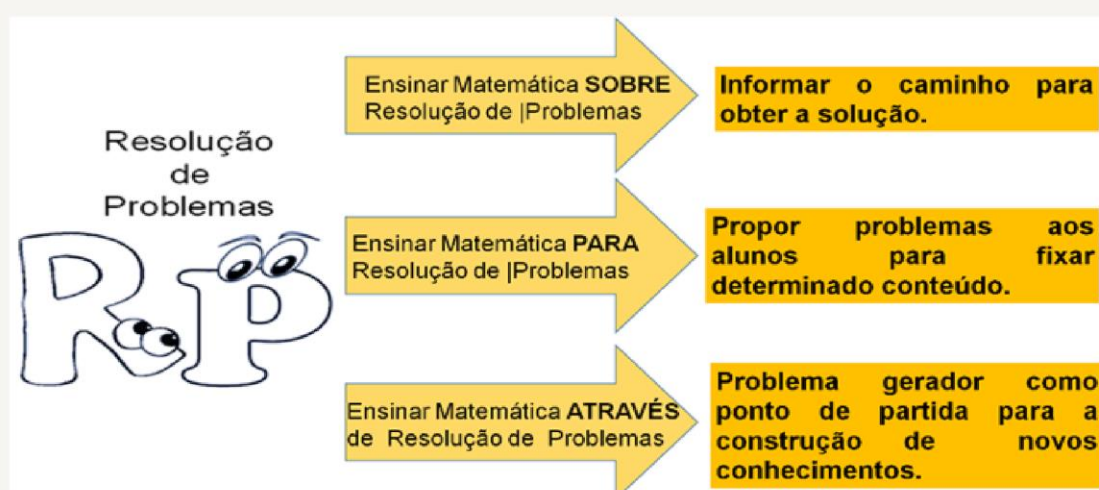 Resolução
de
Problemas
RP
Ensinar Matemática SOBRE
Resolução de |Problemas
Informar o caminho para
obter a solução.
Ensinar Matemática PARA
Resolução de |Problemas
Propor problemas aos
alunos para fixar
determinado conteúdo.
Ensinar Matemática ATRAVÉS
de Resolução de Problemas
Problema gerador como
ponto de partida para a
construção de novos
conhecimentos.